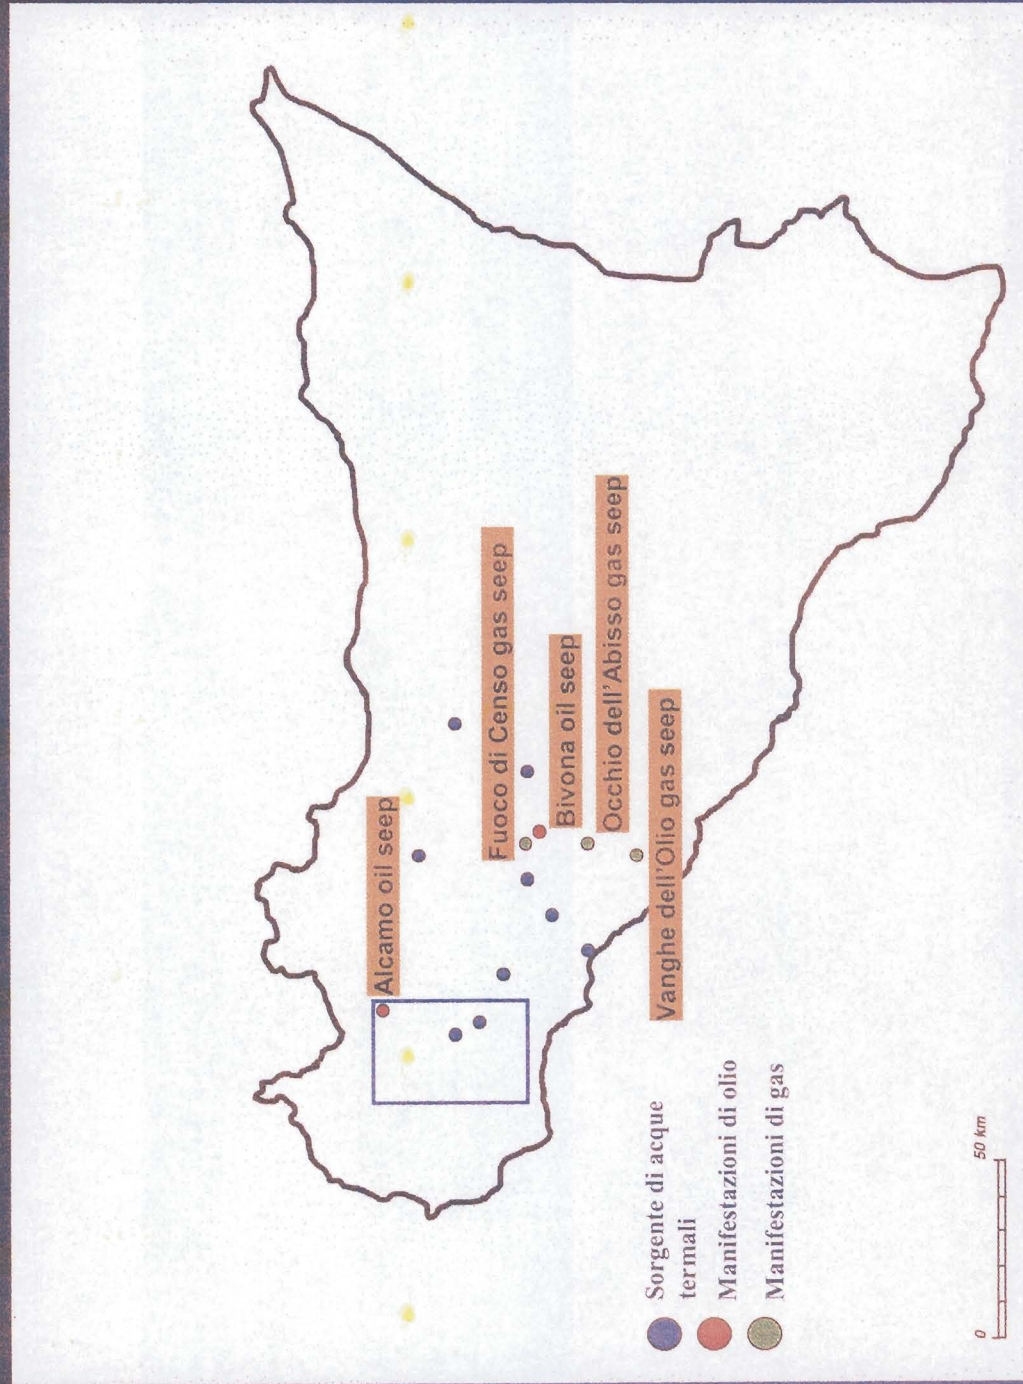 Alcamo oil seep
Fuoco di Censo gas seep
Bivona oil seep
Occhio dell'Abisso gas seep
Vanghe dell'Olio gas seep
Sorgente di acque
termali
Manifestazioni di olio
Manifestazioni di gas
0
50 km